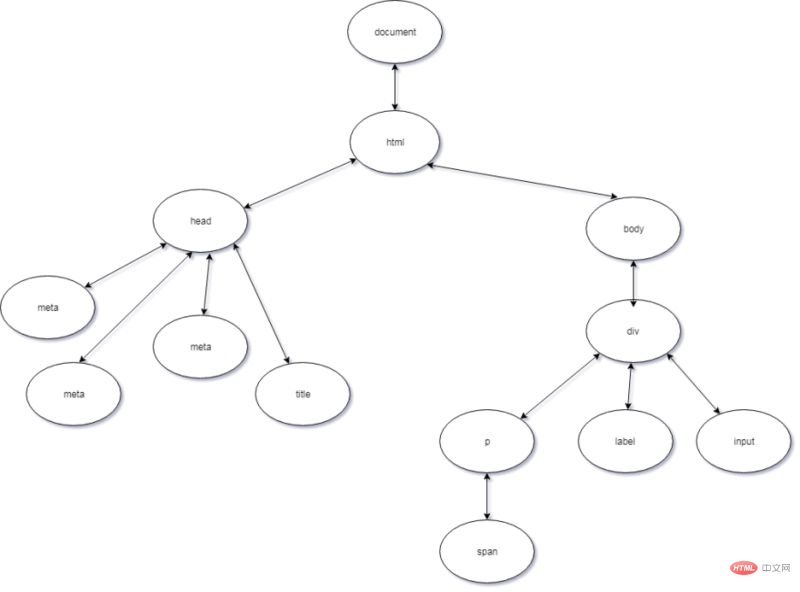 document
html
head
body
meta
div
meta
meta
title
p
label
input
span
HTML 中文网